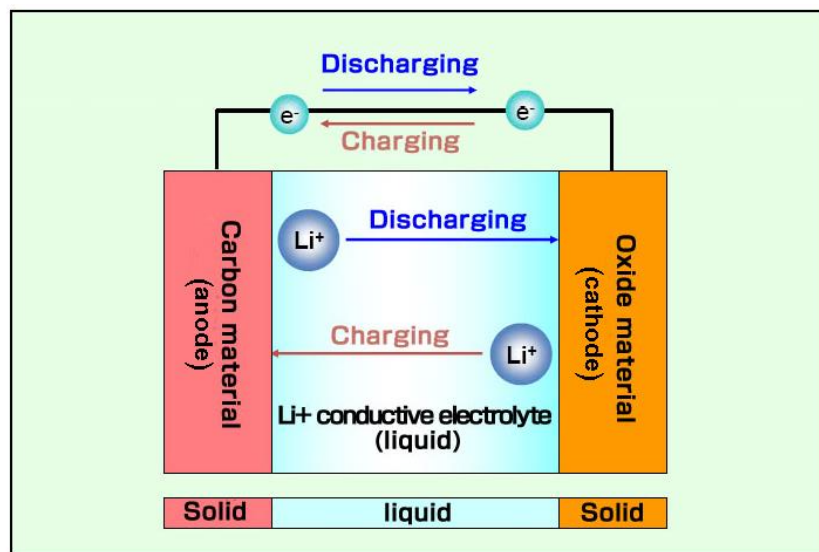 Discharging
e-
e-
Charging
Carbon material
(anode)
Li+
Discharging
Oxide material
(cathode)
Charging
Li+
Li+ conductive electrolyte
(liquid)
Solid
liquid
Solid